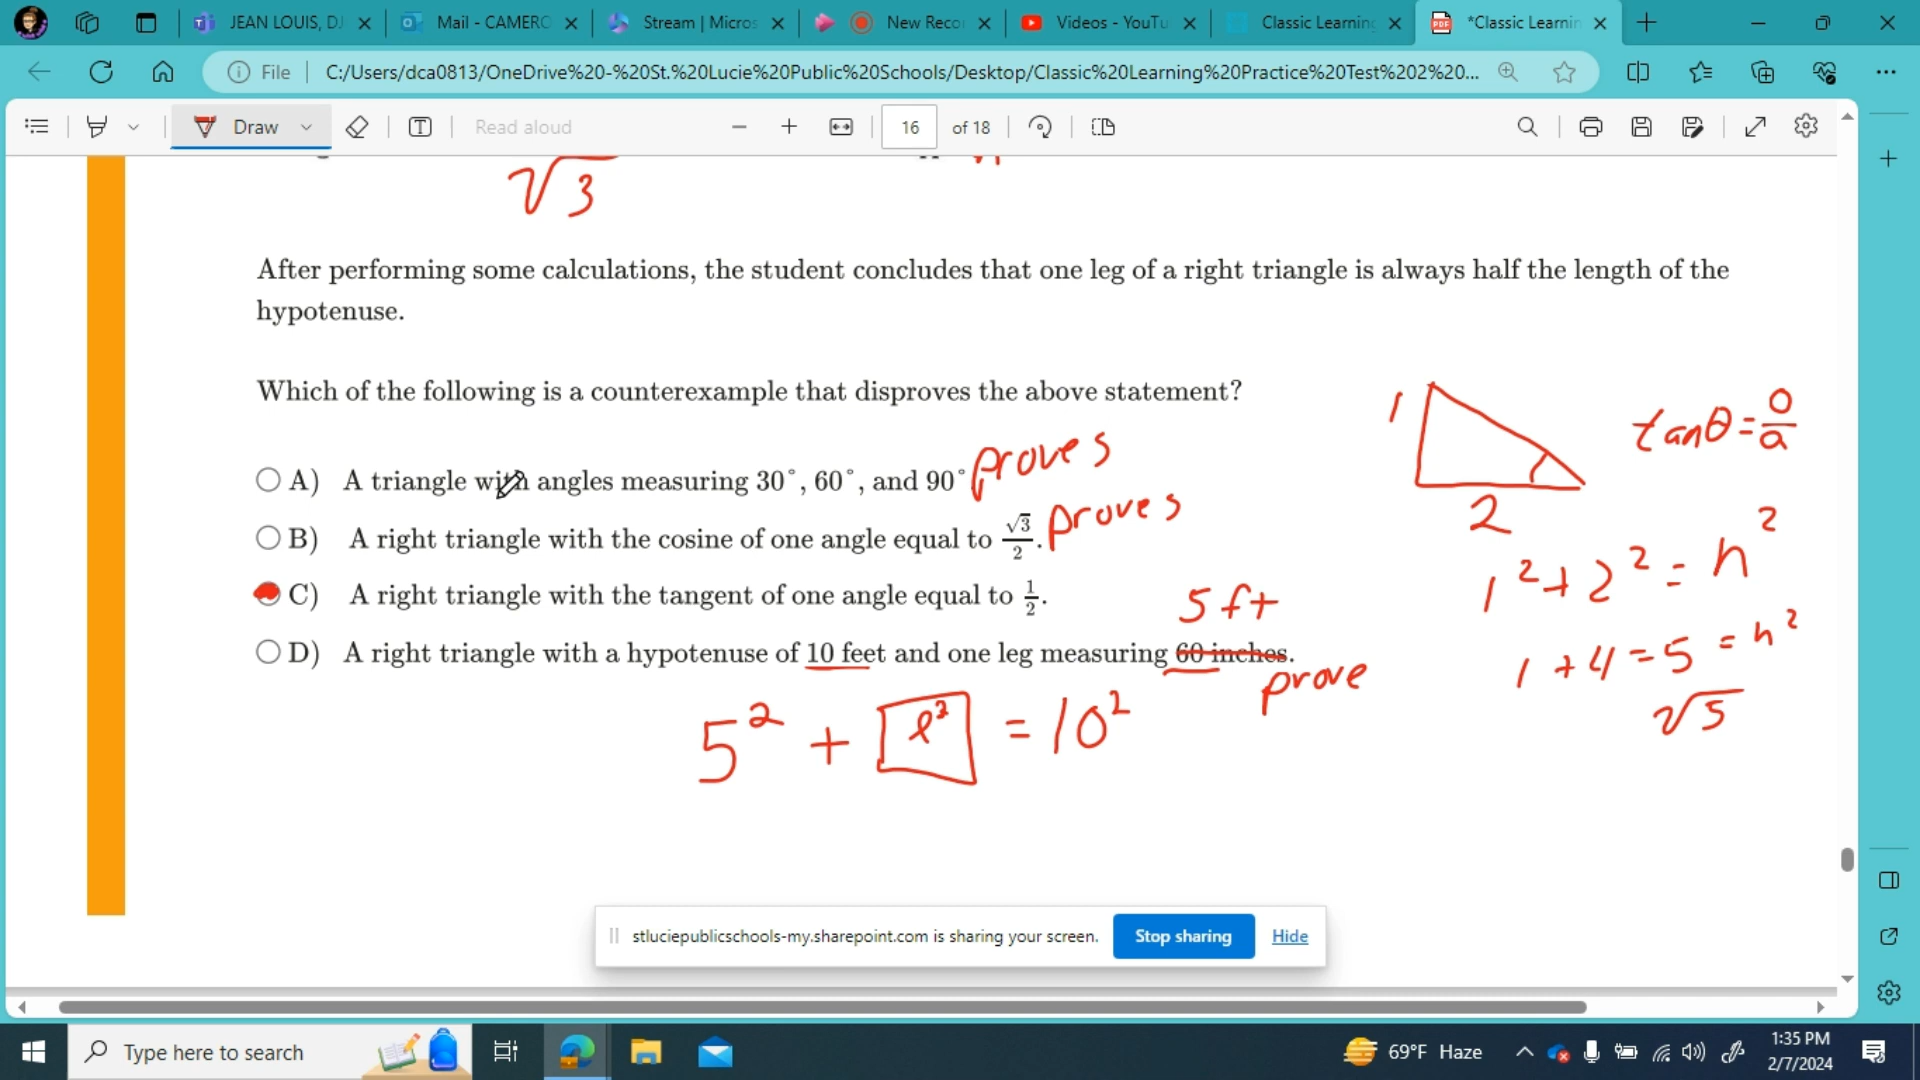 JEAN LOUIS, DJ
Mail - CAMERO
Stream | Micros
New Reco
Videos - YouTu
Classic Learning
*Classic Learnin
File
C:/Users/dca0813/OneDrive%20-%20St.%20Lucie%20Public%20Schools/Desktop/Classic%20Learning%20Practice%20Test%202%20...
Draw
Read aloud
16 of 18
√3
After performing some calculations, the student concludes that one leg of a right triangle is always half the length of the
hypotenuse.
Which of the following is a counterexample that disproves the above statement?
A) A triangle with angles measuring 30°, 60°, and 90° proves
B) A right triangle with the cosine of one angle equal to √3/2. proves
C) A right triangle with the tangent of one angle equal to 1/2.
5 ft
D) A right triangle with a hypotenuse of 10 feet and one leg measuring 60 inches.
prove
5² + ℓ² = 10²
1
2
tanθ = o/a
1² + 2² = h²
1 + 4 = 5 = h²
√5
stluciepublicschools-my.sharepoint.com is sharing your screen.
Stop sharing
Hide
Type here to search
69°F Haze
1:35 PM
2/7/2024